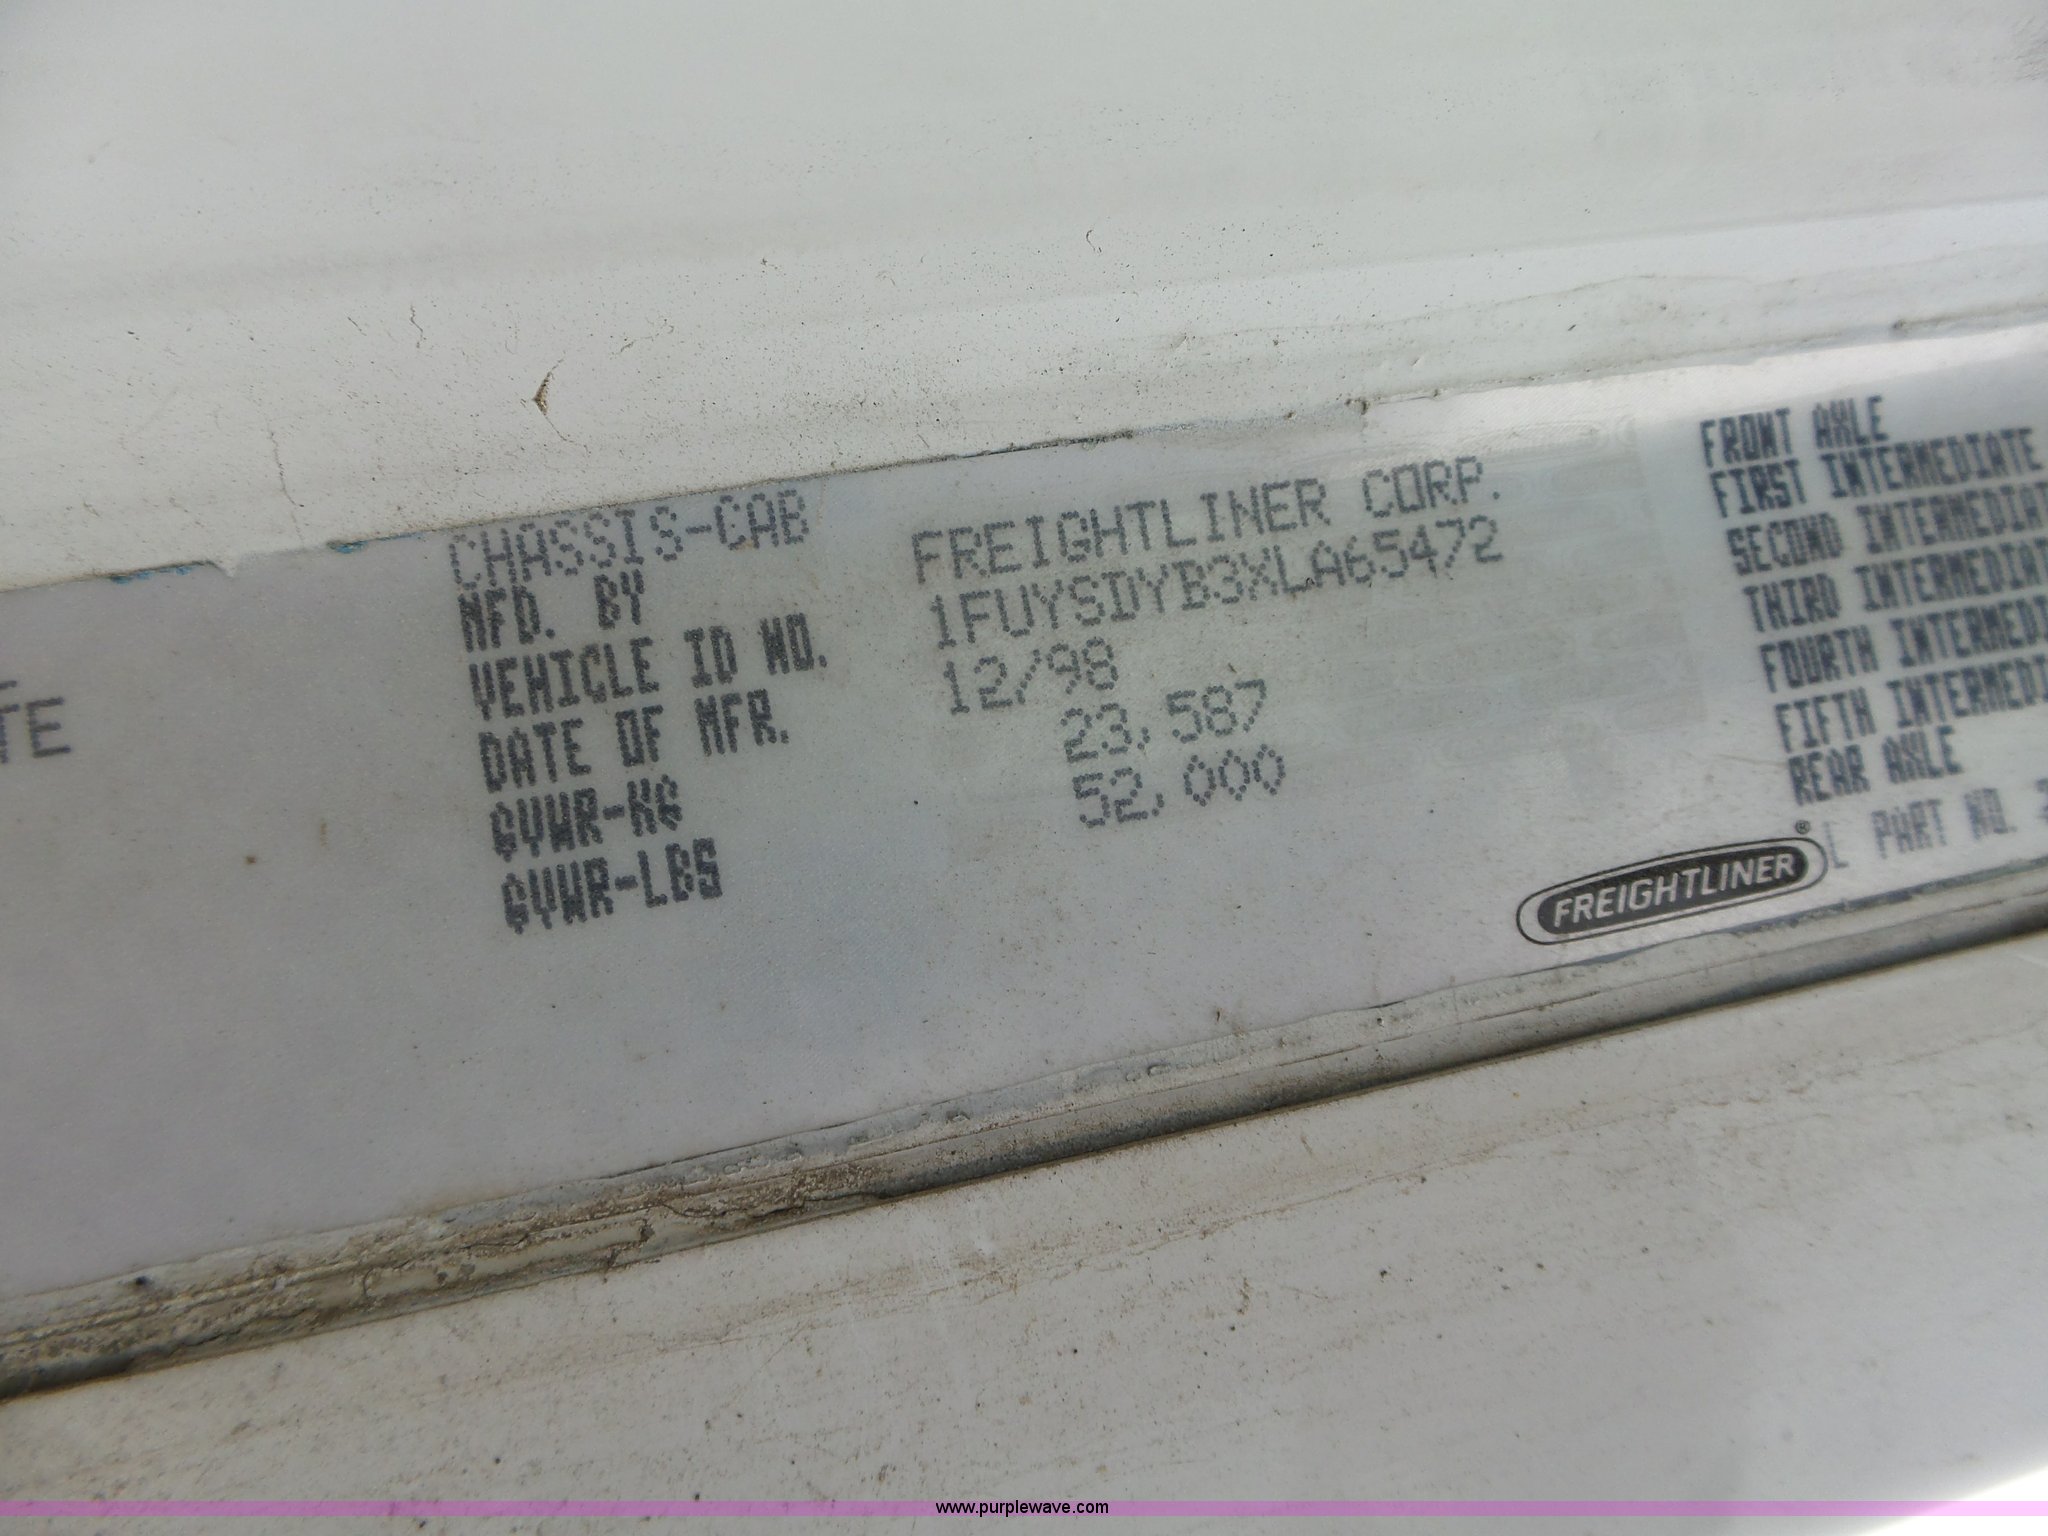 TE
CHASSIS-CAB
MFD. BY FREIGHTLINER CORP.
VEHICLE ID NO. 1FUYSDYB3XLA65472
DATE OF MFR. 12/98
GVWR-KG 23,587
GVWR-LBS 52,000
FRONT AXLE
FIRST INTERMEDIATE
SECOND INTERMEDIAT
THIRD INTERMEDIAT
FOURTH INTERMEDI
FIFTH INTERMEDI
REAR AXLE
L PART NO.
FREIGHTLINER®
www.purplewave.com